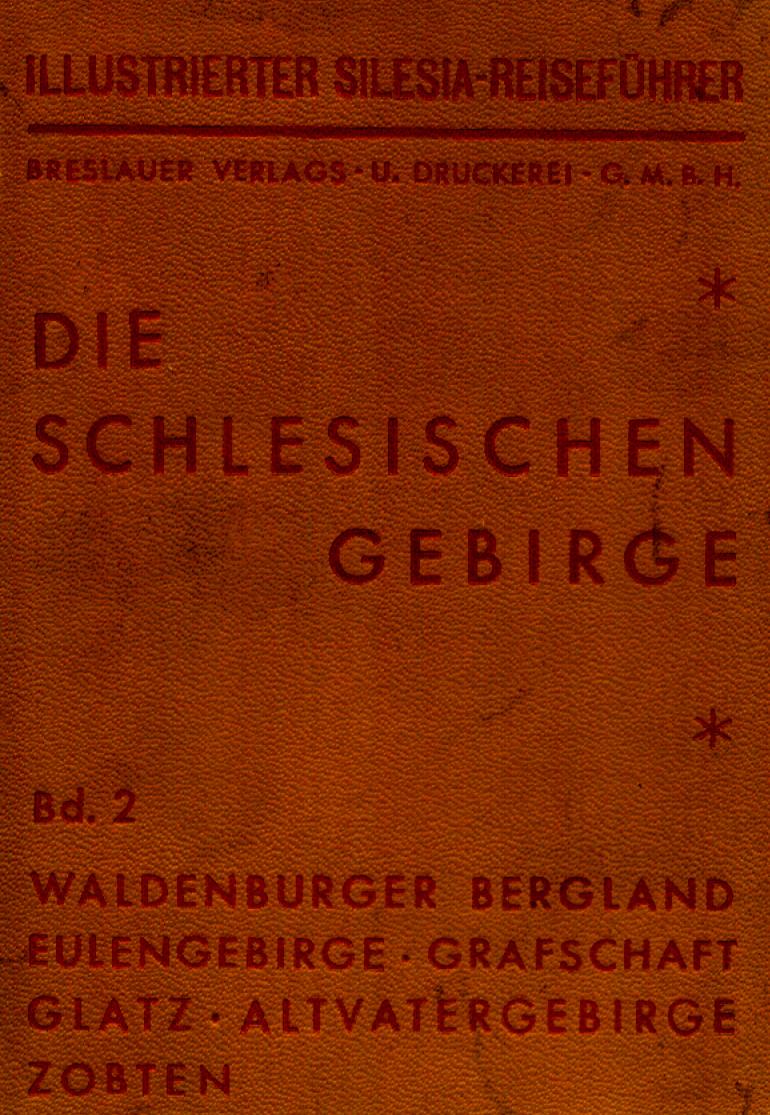 ILLUSTRIERTER SILESIA-REISEFÜHRER
BRESLAUER VERLAGS- U. DRUCKEREI - G. M. B. H.
*
DIE
SCHLESISCHEN
GEBIRGE
*
Bd. 2
WALDENBURGER BERGLAND
EULENGEBIRGE · GRAFSCHAFT
GLATZ · ALTVATERGEBIRGE
ZOBTEN